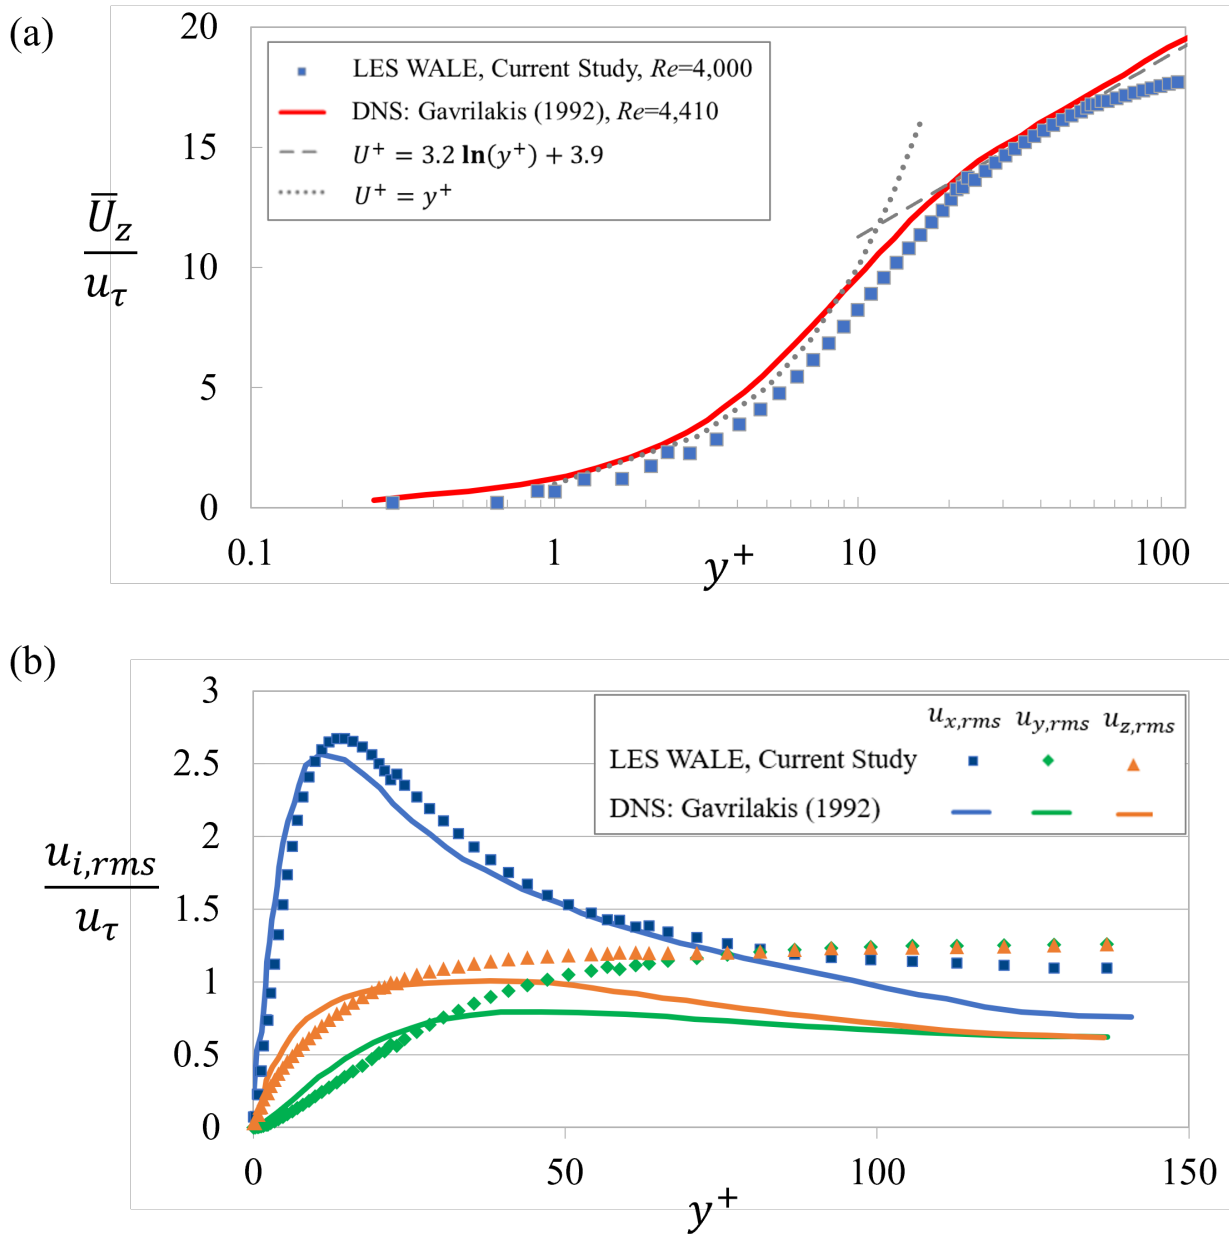 (a)
20
15
10
5
0
LES WALE, Current Study, Re=4,000
DNS: Gavrilakis (1992), Re=4,410
U⁺ = 3.2 ln(y⁺) + 3.9
U⁺ = y⁺
U̅_z / u_τ
0.1 1 10 100
y⁺
(b)
3
2.5
2
1.5
1
0.5
0
u_x,rms u_y,rms u_z,rms
LES WALE, Current Study
DNS: Gavrilakis (1992)
u_i,rms / u_τ
0 50 100 150
y⁺